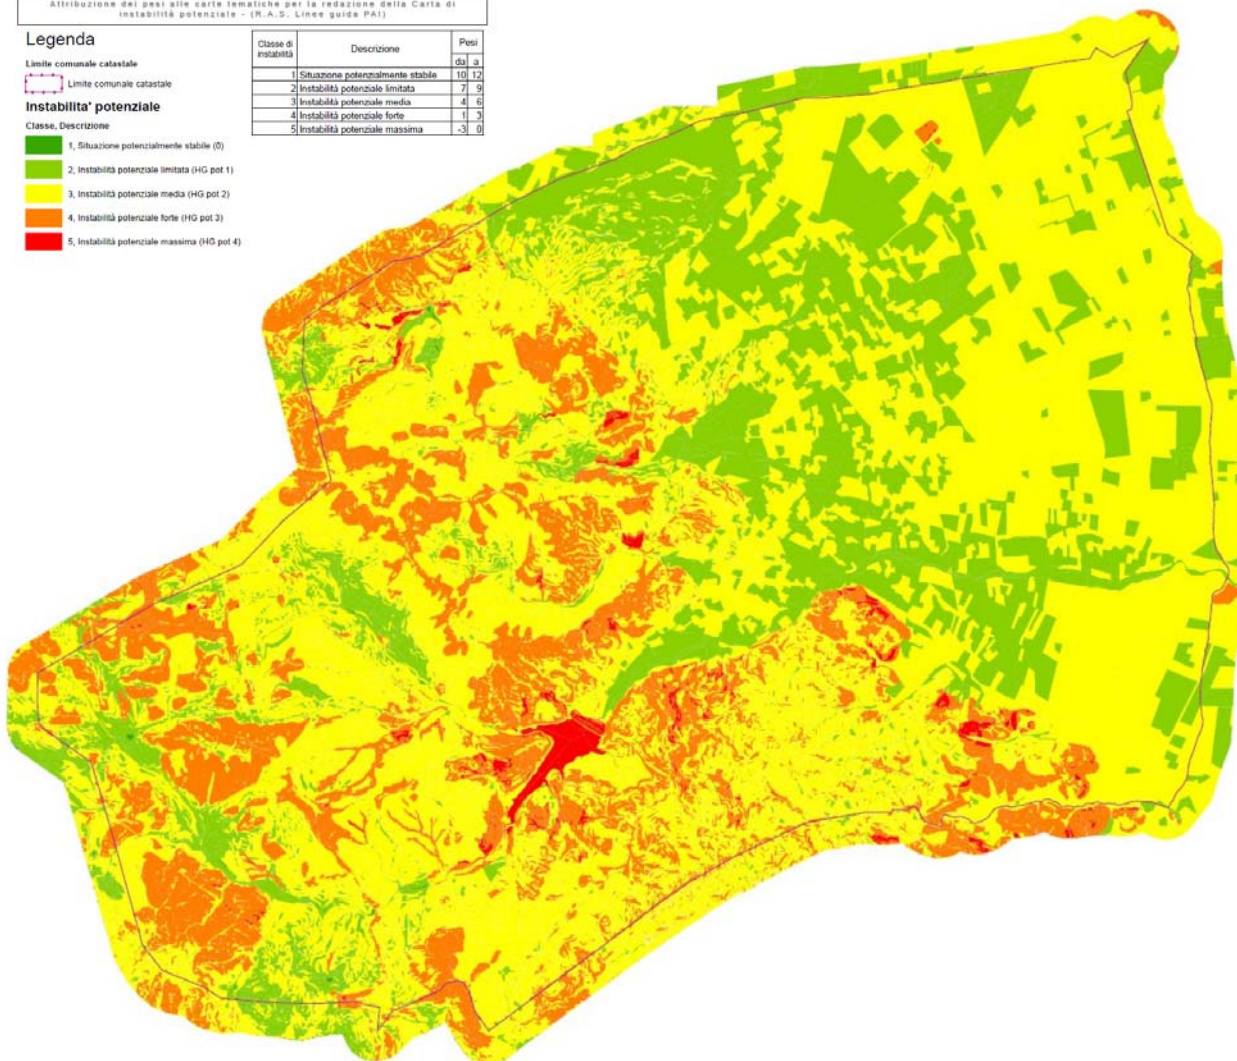 Attribuzione dei pesi alle carte tematiche per la redazione della Carta di
instabilità potenziale - (R.A.S. Linee guida PAI)
Legenda
Limite comunale catastale
Limite comunale catastale
Instabilita' potenziale
Classe, Descrizione
1, Situazione potenzialmente stabile (0)
2, Instabilità potenziale limitata (HG pot 1)
3, Instabilità potenziale media (HG pot 2)
4, Instabilità potenziale forte (HG pot 3)
5, Instabilità potenziale massima (HG pot 4)
Classe di instabilità Descrizione Pesi
da a
1 Situazione potenzialmente stabile 10 12
2 Instabilità potenziale limitata 7 9
3 Instabilità potenziale media 4 6
4 Instabilità potenziale forte 1 3
5 Instabilità potenziale massima -3 0